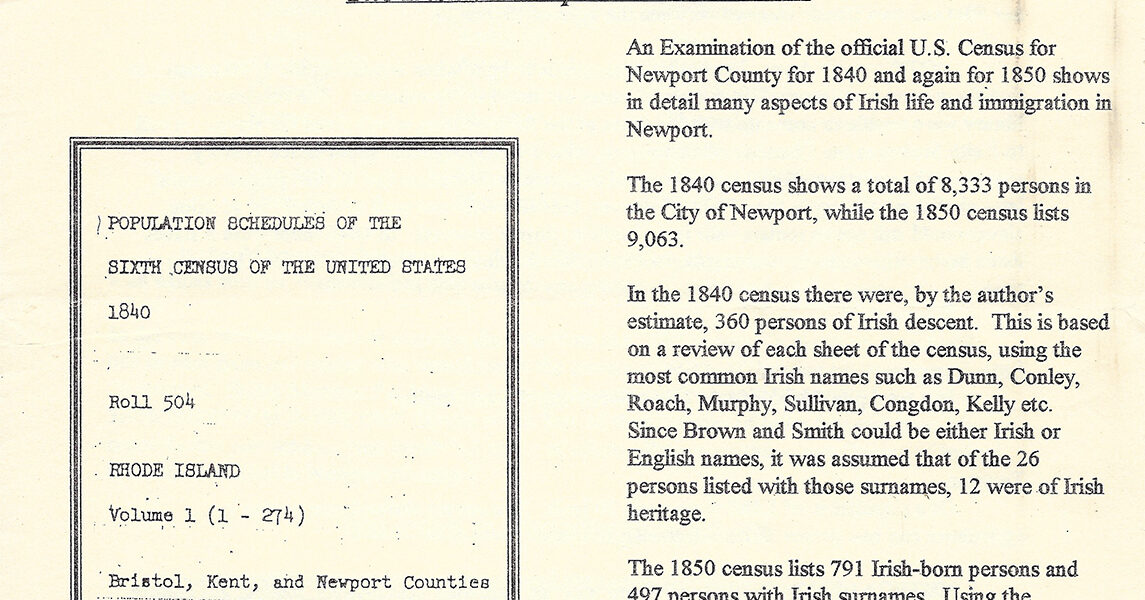 POPULATION SCHEDULES OF THE
SIXTH CENSUS OF THE UNITED STATES
1840
Roll 504
RHODE ISLAND
Volume 1 (1 - 274)
Bristol, Kent, and Newport Counties
An Examination of the official U.S. Census for
Newport County for 1840 and again for 1850 shows
in detail many aspects of Irish life and immigration in
Newport.
The 1840 census shows a total of 8,333 persons in
the City of Newport, while the 1850 census lists
9,063.
In the 1840 census there were, by the author's
estimate, 360 persons of Irish descent. This is based
on a review of each sheet of the census, using the
most common Irish names such as Dunn, Conley,
Roach, Murphy, Sullivan, Congdon, Kelly etc.
Since Brown and Smith could be either Irish or
English names, it was assumed that of the 26
persons listed with those surnames, 12 were of Irish
heritage.
The 1850 census lists 791 Irish-born persons and
497 persons with Irish surnames. Using the